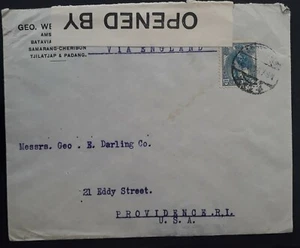 OPENED BY
GEO. WE
AMS
BATAVIA
SAMARANG-CHERIBON
TJILATJAP & PADANG.
VIA ENGLAND
Messrs. Geo. E. Darling Co.
21 Eddy Street.
PROVIDENCE.R.I.
U.S.A.